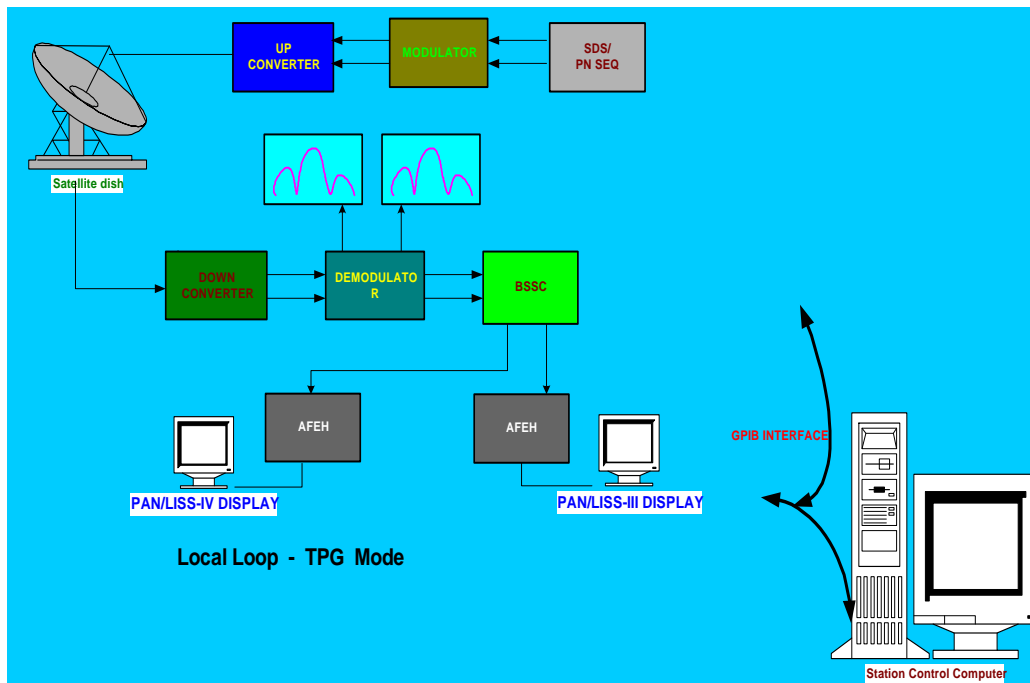 UP
CONVERTER
MODULATOR
SDS/
PN SEQ
Satellite dish
DOWN
CONVERTER
DEMODULATO
R
BSSC
AFEH
AFEH
GPIB INTERFACE
PAN/LISS-IV DISPLAY
PAN/LISS-III DISPLAY
Local Loop - TPG Mode
Station Control Computer